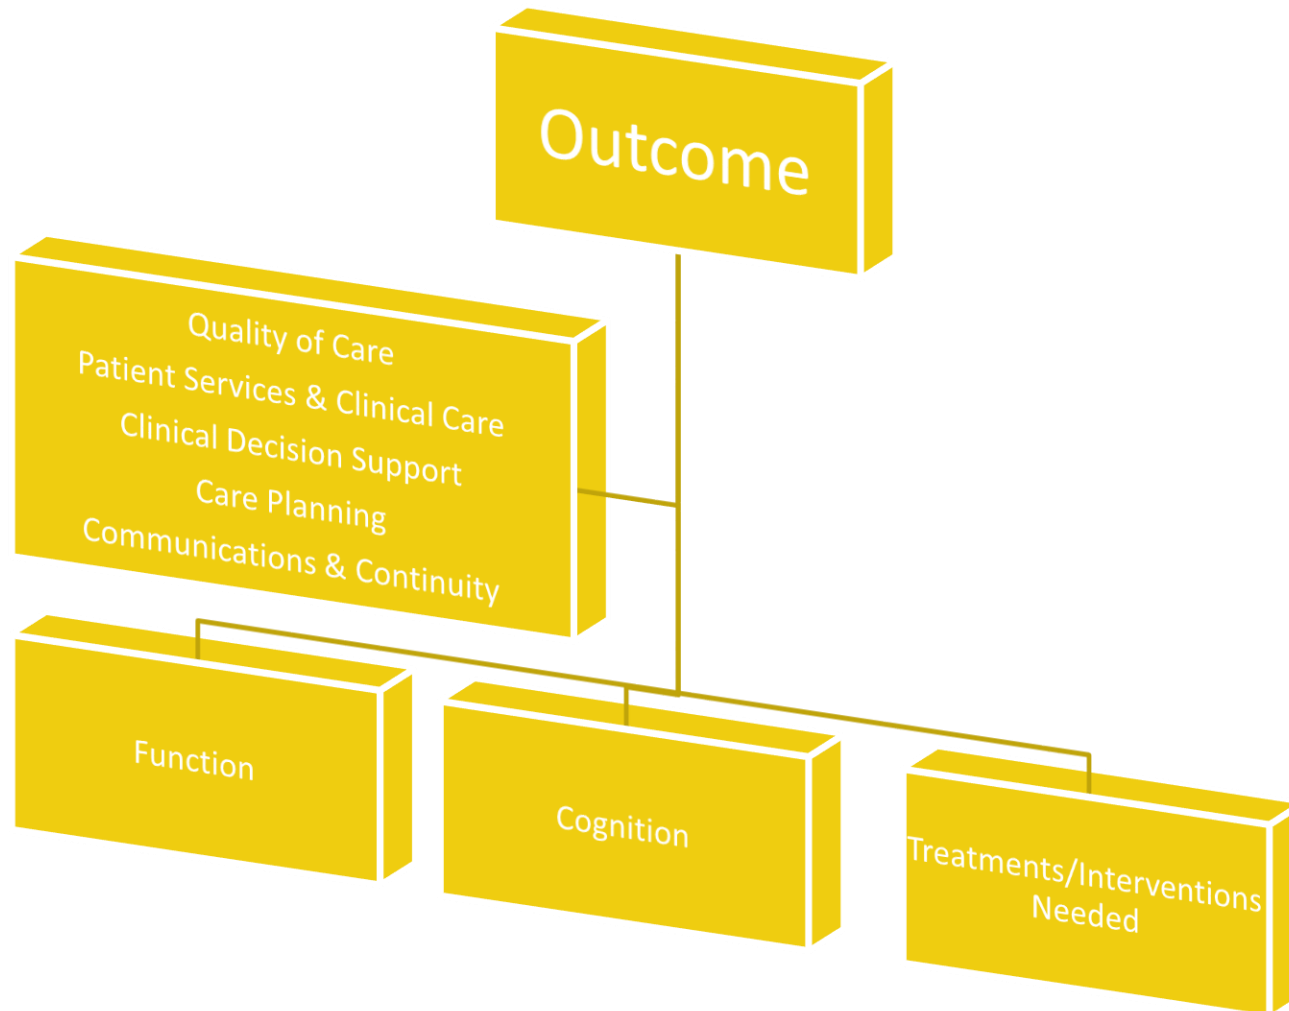 Outcome
Quality of Care
Patient Services & Clinical Care
Clinical Decision Support
Care Planning
Communications & Continuity
Function
Cognition
Treatments/Interventions
Needed